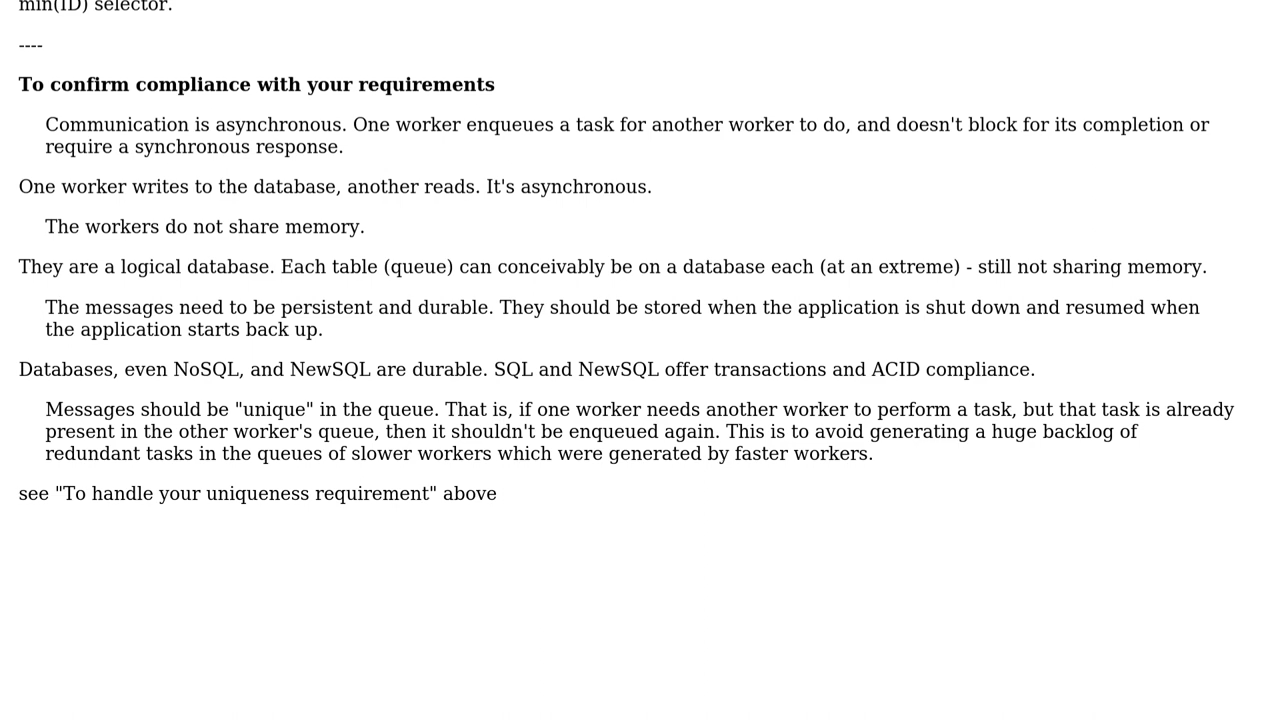 min(ID) selector.
----
To confirm compliance with your requirements
Communication is asynchronous. One worker enqueues a task for another worker to do, and doesn't block for its completion or
require a synchronous response.
One worker writes to the database, another reads. It's asynchronous.
The workers do not share memory.
They are a logical database. Each table (queue) can conceivably be on a database each (at an extreme) - still not sharing memory.
The messages need to be persistent and durable. They should be stored when the application is shut down and resumed when
the application starts back up.
Databases, even NoSQL, and NewSQL are durable. SQL and NewSQL offer transactions and ACID compliance.
Messages should be "unique" in the queue. That is, if one worker needs another worker to perform a task, but that task is already
present in the other worker's queue, then it shouldn't be enqueued again. This is to avoid generating a huge backlog of
redundant tasks in the queues of slower workers which were generated by faster workers.
see "To handle your uniqueness requirement" above